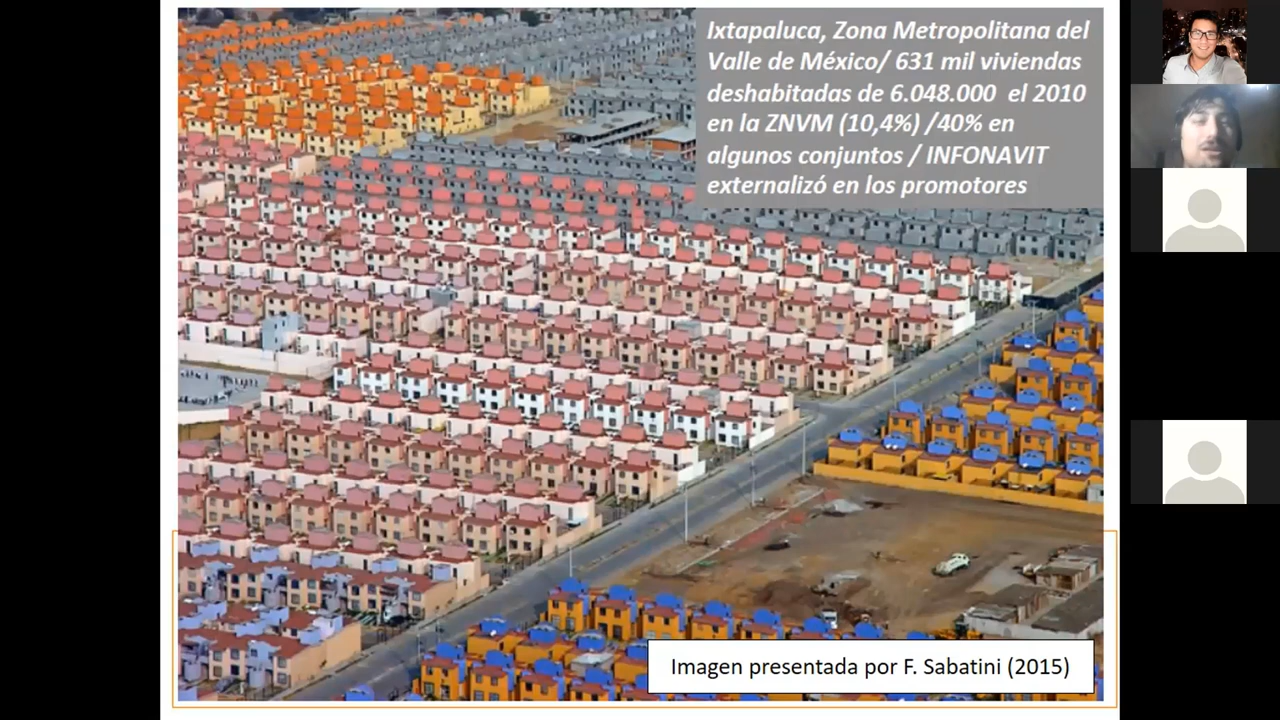 Ixtapaluca, Zona Metropolitana del
Valle de México/ 631 mil viviendas
deshabitadas de 6.048.000 el 2010
en la ZNVM (10,4%) /40% en
algunos conjuntos / INFONAVIT
externalizó en los promotores
Imagen presentada por F. Sabatini (2015)